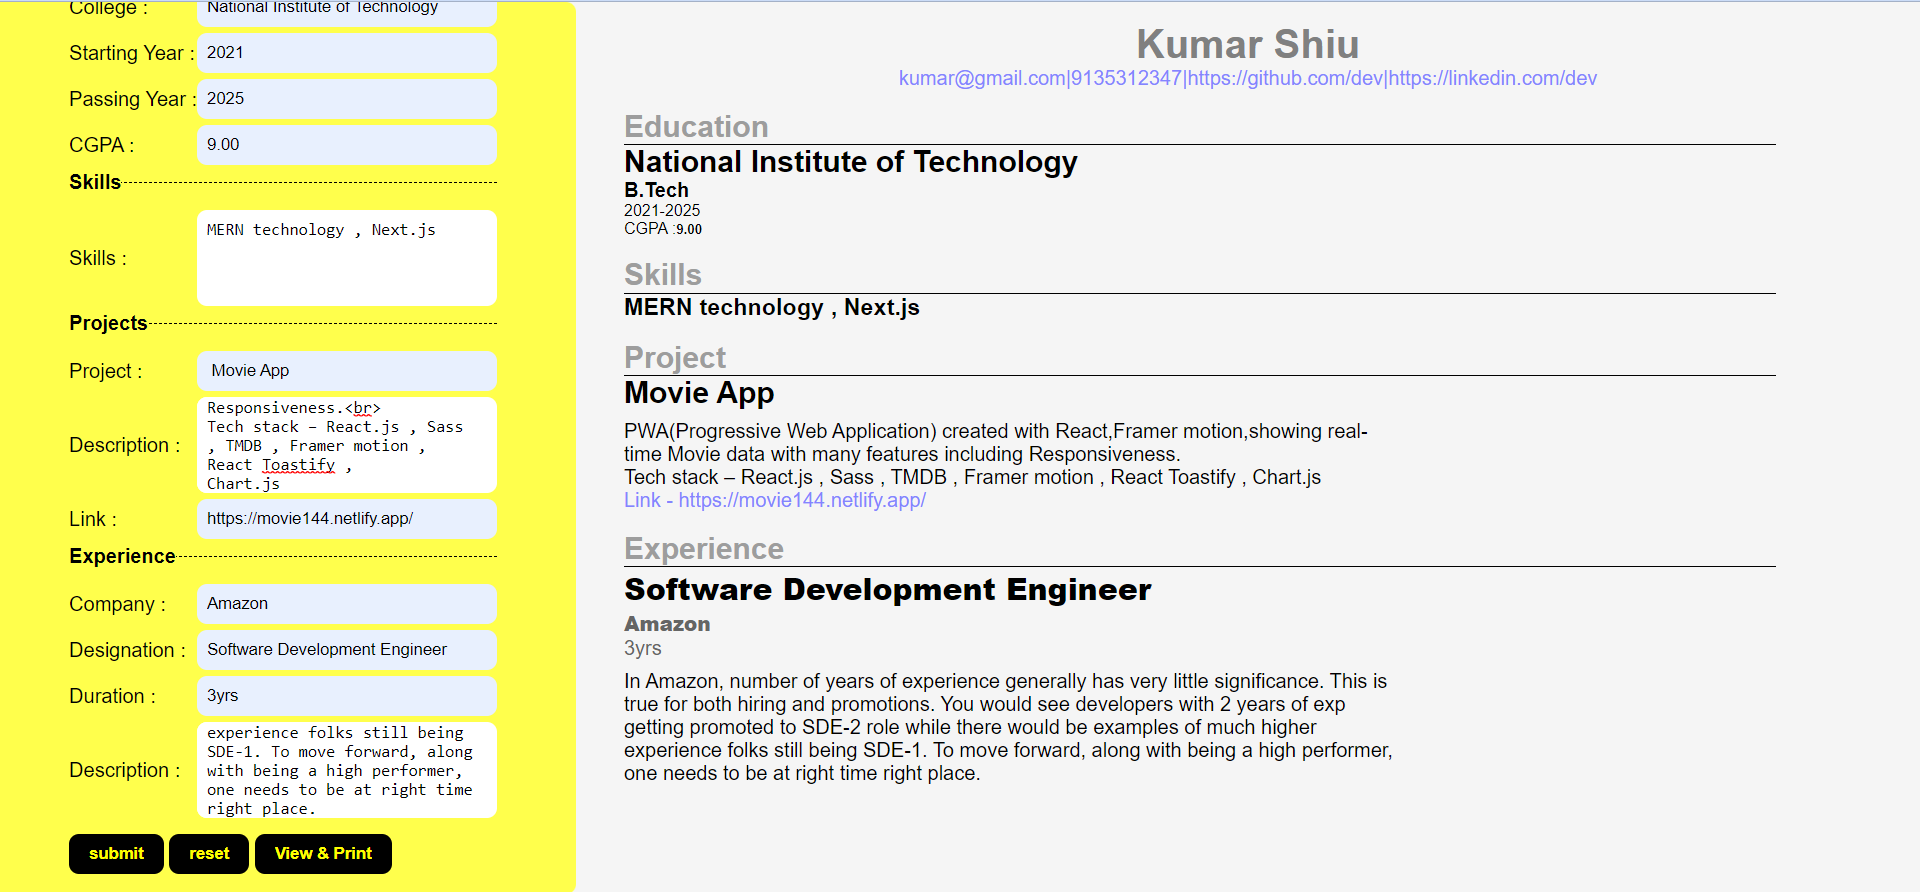 College :
National Institute of Technology
Starting Year :
2021
Passing Year :
2025
CGPA :
9.00
Skills
Skills :
MERN technology , Next.js
Projects
Project :
Movie App
Description :
Responsiveness.<br>
Tech stack – React.js , Sass
, TMDB , Framer motion ,
React Toastify ,
Chart.js
Link :
https://movie144.netlify.app/
Experience
Company :
Amazon
Designation :
Software Development Engineer
Duration :
3yrs
Description :
experience folks still being
SDE-1. To move forward, along
with being a high performer,
one needs to be at right time
right place.
submit
reset
View & Print
Kumar Shiu
kumar@gmail.com|9135312347|https://github.com/dev|https://linkedin.com/dev
Education
National Institute of Technology
B.Tech
2021-2025
CGPA :9.00
Skills
MERN technology , Next.js
Project
Movie App
PWA(Progressive Web Application) created with React,Framer motion,showing real-
time Movie data with many features including Responsiveness.
Tech stack – React.js , Sass , TMDB , Framer motion , React Toastify , Chart.js
Link - https://movie144.netlify.app/
Experience
Software Development Engineer
Amazon
3yrs
In Amazon, number of years of experience generally has very little significance. This is
true for both hiring and promotions. You would see developers with 2 years of exp
getting promoted to SDE-2 role while there would be examples of much higher
experience folks still being SDE-1. To move forward, along with being a high performer,
one needs to be at right time right place.